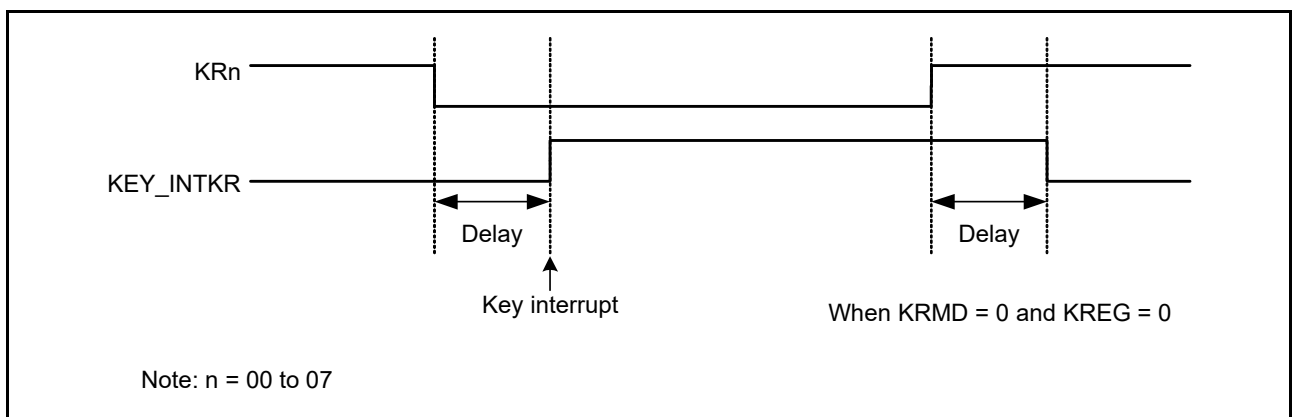 KRn
KEY_INTKR
Delay
Delay
Key interrupt
When KRMD = 0 and KREG = 0
Note: n = 00 to 07